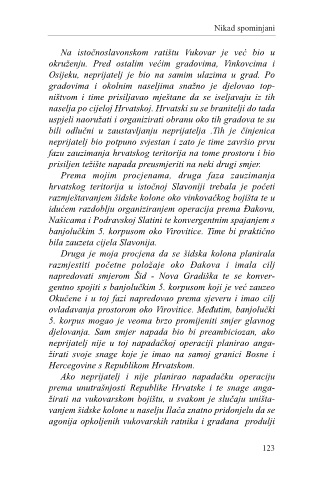 Nikad spominjani
Na istočnoslavonskom ratištu Vukovar je već bio u
okruženju. Pred ostalim većim gradovima, Vinkovcima i
Osijeku, neprijatelj je bio na samim ulazima u grad. Po
gradovima i okolnim naseljima snažno je djelovao top-
ništvom i time prisiljavao mještane da se iseljavaju iz tih
naselja po cijeloj Hrvatskoj. Hrvatski su se branitelji do tada
uspjeli naoružati i organizirati obranu oko tih gradova te su
bili odlučni u zaustavljanju neprijatelja .Tih je činjenica
neprijatelj bio potpuno svjestan i zato je time završio prvu
fazu zauzimanja hrvatskog teritorija na tome prostoru i bio
prisiljen težište napada preusmjeriti na neki drugi smjer.
Prema mojim procjenama, druga faza zauzimanja
hrvatskog teritorija u istočnoj Slavoniji trebala je početi
razmještavanjem šidske kolone oko vinkovačkog bojišta te u
idućem razdoblju organiziranjem operacija prema Đakovu,
Našicama i Podravskoj Slatini te konvergentnim spajanjem s
banjolučkim 5. korpusom oko Virovitice. Time bi praktično
bila zauzeta cijela Slavonija.
Druga je moja procjena da se šidska kolona planirala
razmjestiti početne položaje oko Đakova i imala cilj
napredovati smjerom Šid - Nova Gradiška te se konver-
gentno spojiti s banjolučkim 5. korpusom koji je već zauzeo
Okučene i u toj fazi napredovao prema sjeveru i imao cilj
ovladavanja prostorom oko Virovitice. Međutim, banjolučki
5. korpus mogao je veoma brzo promijeniti smjer glavnog
djelovanja. Sam smjer napada bio bi preambiciozan, ako
neprijatelj nije u toj napadačkoj operaciji planirao anga-
žirati svoje snage koje je imao na samoj granici Bosne i
Hercegovine s Republikom Hrvatskom.
Ako neprijatelj i nije planirao napadačku operaciju
prema unutrašnjosti Republike Hrvatske i te snage anga-
žirati na vukovarskom bojištu, u svakom je slučaju uništa-
vanjem šidske kolone u naselju Ilača znatno pridonjelu da se
agonija opkoljenih vukovarskih ratnika i građana produlji
123